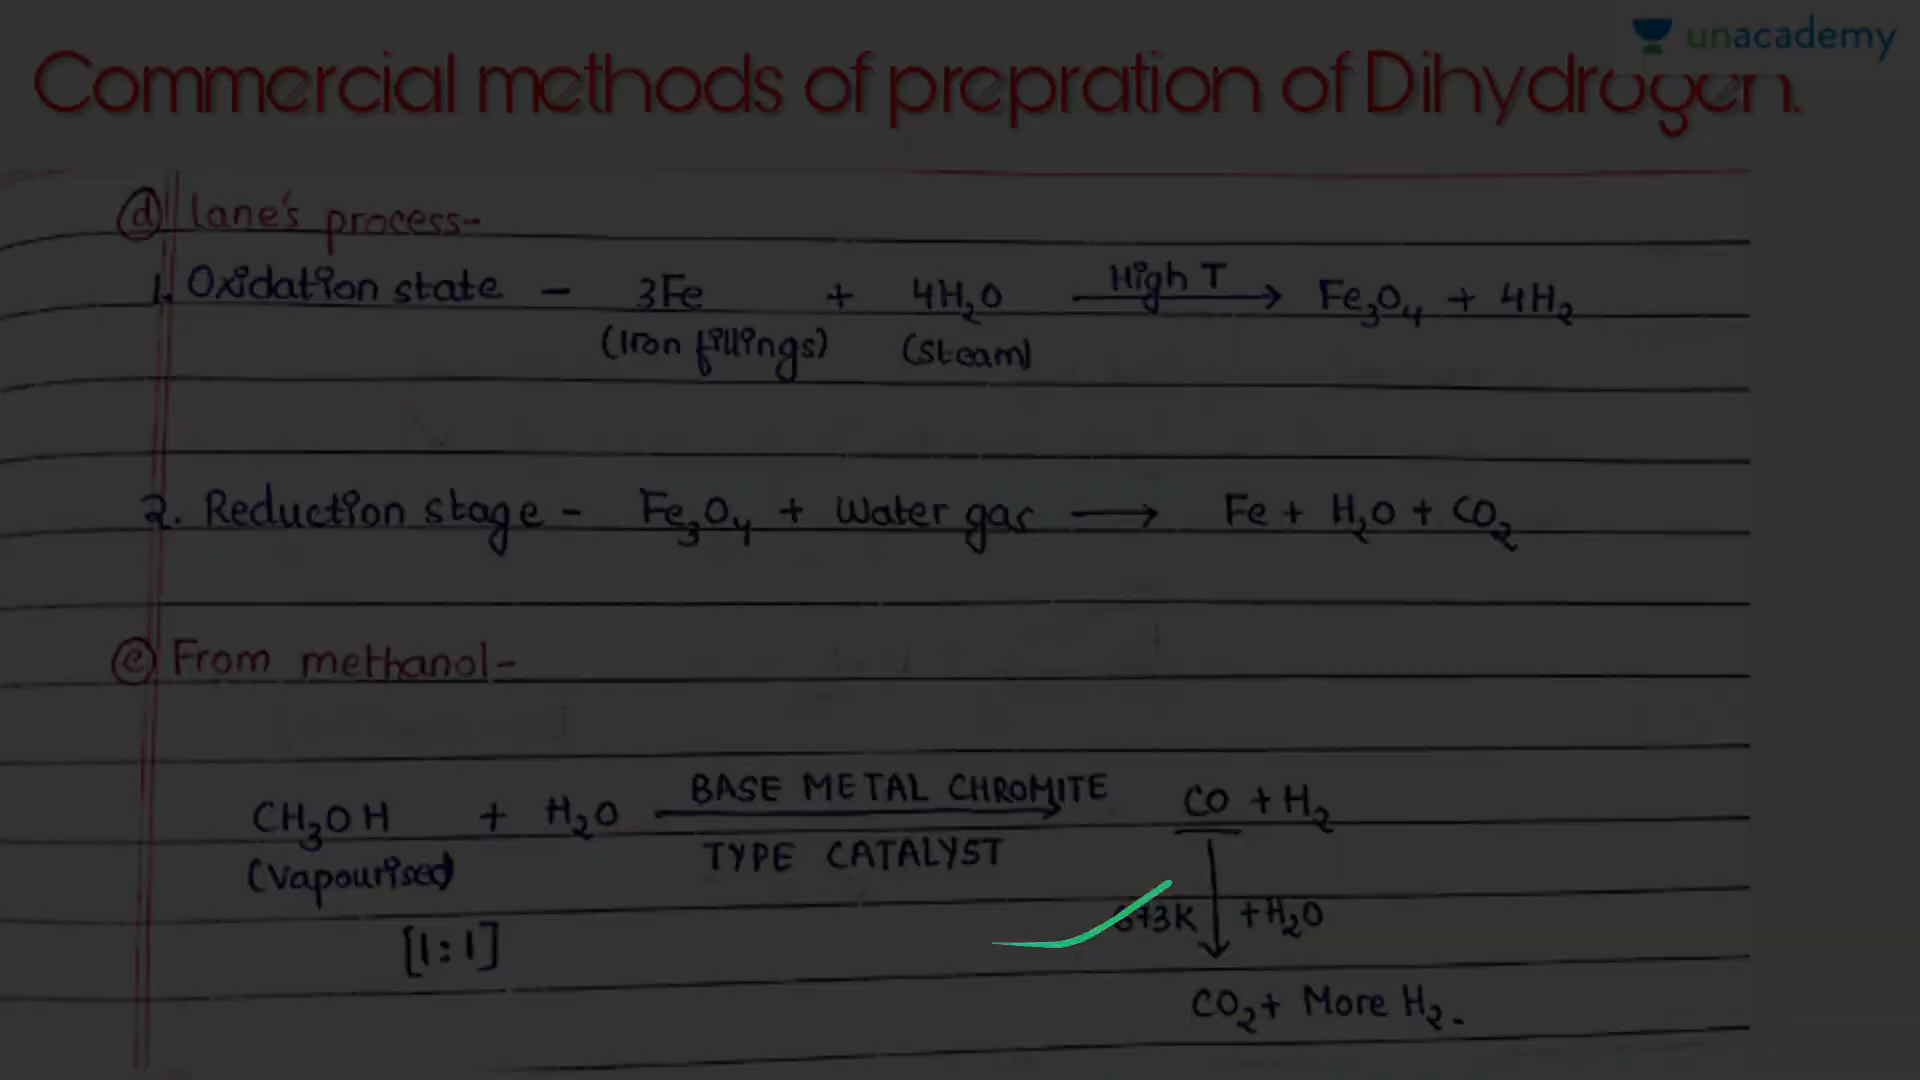 unacademy
Commercial methods of prepration of Dihydrogen.
(d) Lane's process-
1. Oxidation state - 3Fe + 4H₂O High T → Fe₃O₄ + 4H₂
(Iron fillings) (Steam)
2. Reduction stage - Fe₃O₄ + Water gas → Fe + H₂O + CO₂
(e) From methanol-
CH₃OH + H₂O BASE METAL CHROMITE → CO + H₂
(Vapourised) TYPE CATALYST
673K ↓ +H₂O
[1:1]
CO₂ + More H₂.